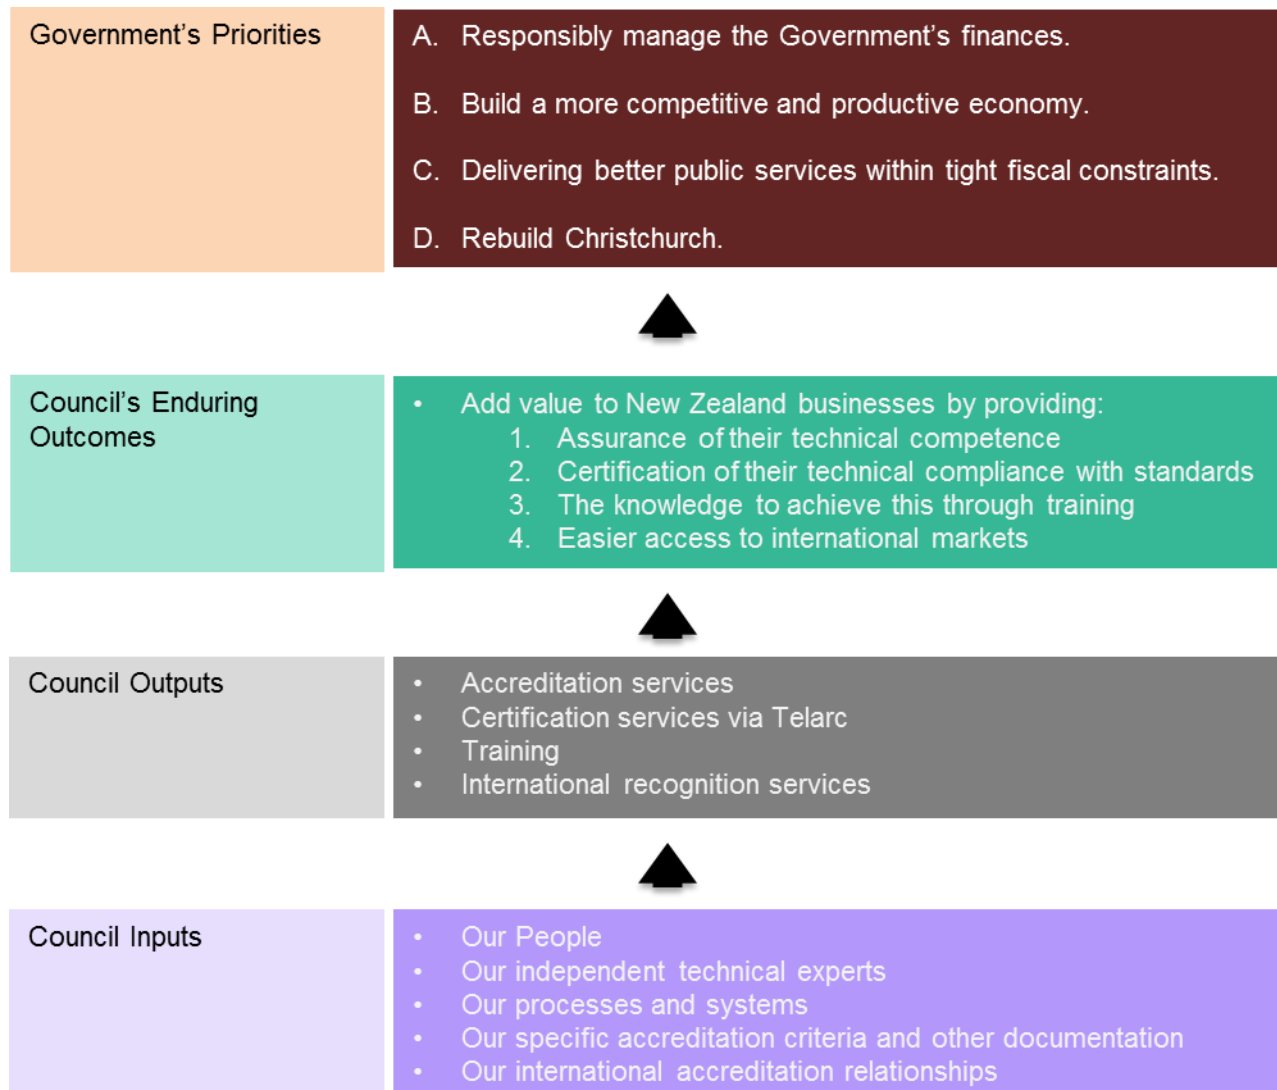 Government’s Priorities
A. Responsibly manage the Government’s finances.
B. Build a more competitive and productive economy.
C. Delivering better public services within tight fiscal constraints.
D. Rebuild Christchurch.
Council’s Enduring
Outcomes
• Add value to New Zealand businesses by providing:
1. Assurance of their technical competence
2. Certification of their technical compliance with standards
3. The knowledge to achieve this through training
4. Easier access to international markets
Council Outputs
• Accreditation services
• Certification services via Telarc
• Training
• International recognition services
Council Inputs
• Our People
• Our independent technical experts
• Our processes and systems
• Our specific accreditation criteria and other documentation
• Our international accreditation relationships